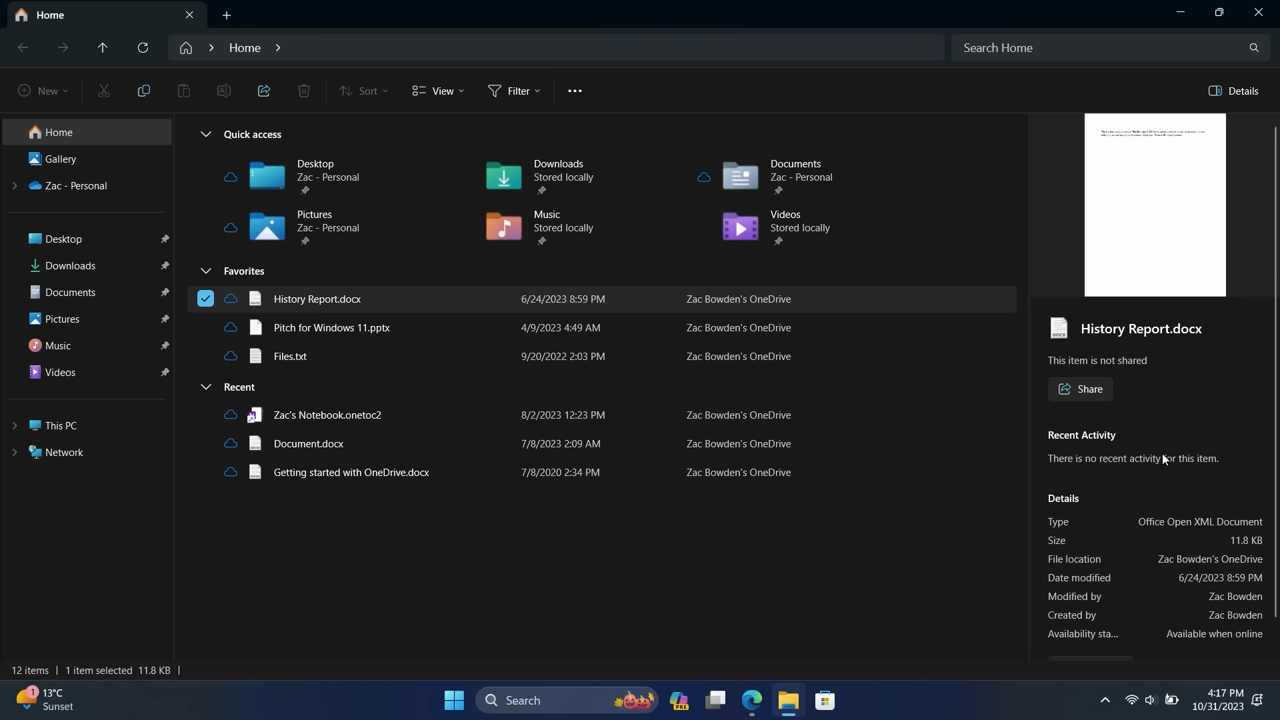 Home
Home
Search Home
New
Sort
View
Filter
Details
Home
Gallery
Zac - Personal
Desktop
Downloads
Documents
Pictures
Music
Videos
This PC
Network
Quick access
Desktop
Zac - Personal
Downloads
Stored locally
Documents
Zac - Personal
Pictures
Zac - Personal
Music
Stored locally
Videos
Stored locally
Favorites
History Report.docx 6/24/2023 8:59 PM Zac Bowden's OneDrive
Pitch for Windows 11.pptx 4/9/2023 4:49 AM Zac Bowden's OneDrive
Files.txt 9/20/2022 2:03 PM Zac Bowden's OneDrive
Recent
Zac's Notebook.onetoc2 8/2/2023 12:23 PM Zac Bowden's OneDrive
Document.docx 7/8/2023 2:09 AM Zac Bowden's OneDrive
Getting started with OneDrive.docx 7/8/2020 2:34 PM Zac Bowden's OneDrive
History Report.docx
This item is not shared
Share
Recent Activity
There is no recent activity for this item.
Details
Type Office Open XML Document
Size 11.8 KB
File location Zac Bowden's OneDrive
Date modified 6/24/2023 8:59 PM
Modified by Zac Bowden
Created by Zac Bowden
Availability sta... Available when online
12 items 1 item selected 11.8 KB
1
13°C
Sunset
Search
4:17 PM
10/31/2023